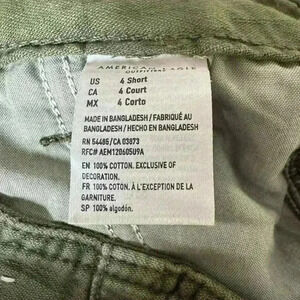 AMERICAN EAGLE
OUTFITTERS
US 4 Short
CA 4 Court
MX 4 Corto
MADE IN BANGLADESH / FABRIQUÉ AU
BANGLADESH / HECHO EN BANGLADESH
RN 54485/CA 03873
RFC# AEM120605U9A
EN 100% COTTON. EXCLUSIVE OF
DECORATION.
FR 100% COTON. À L'EXCEPTION DE LA
GARNITURE.
SP 100% algodón.